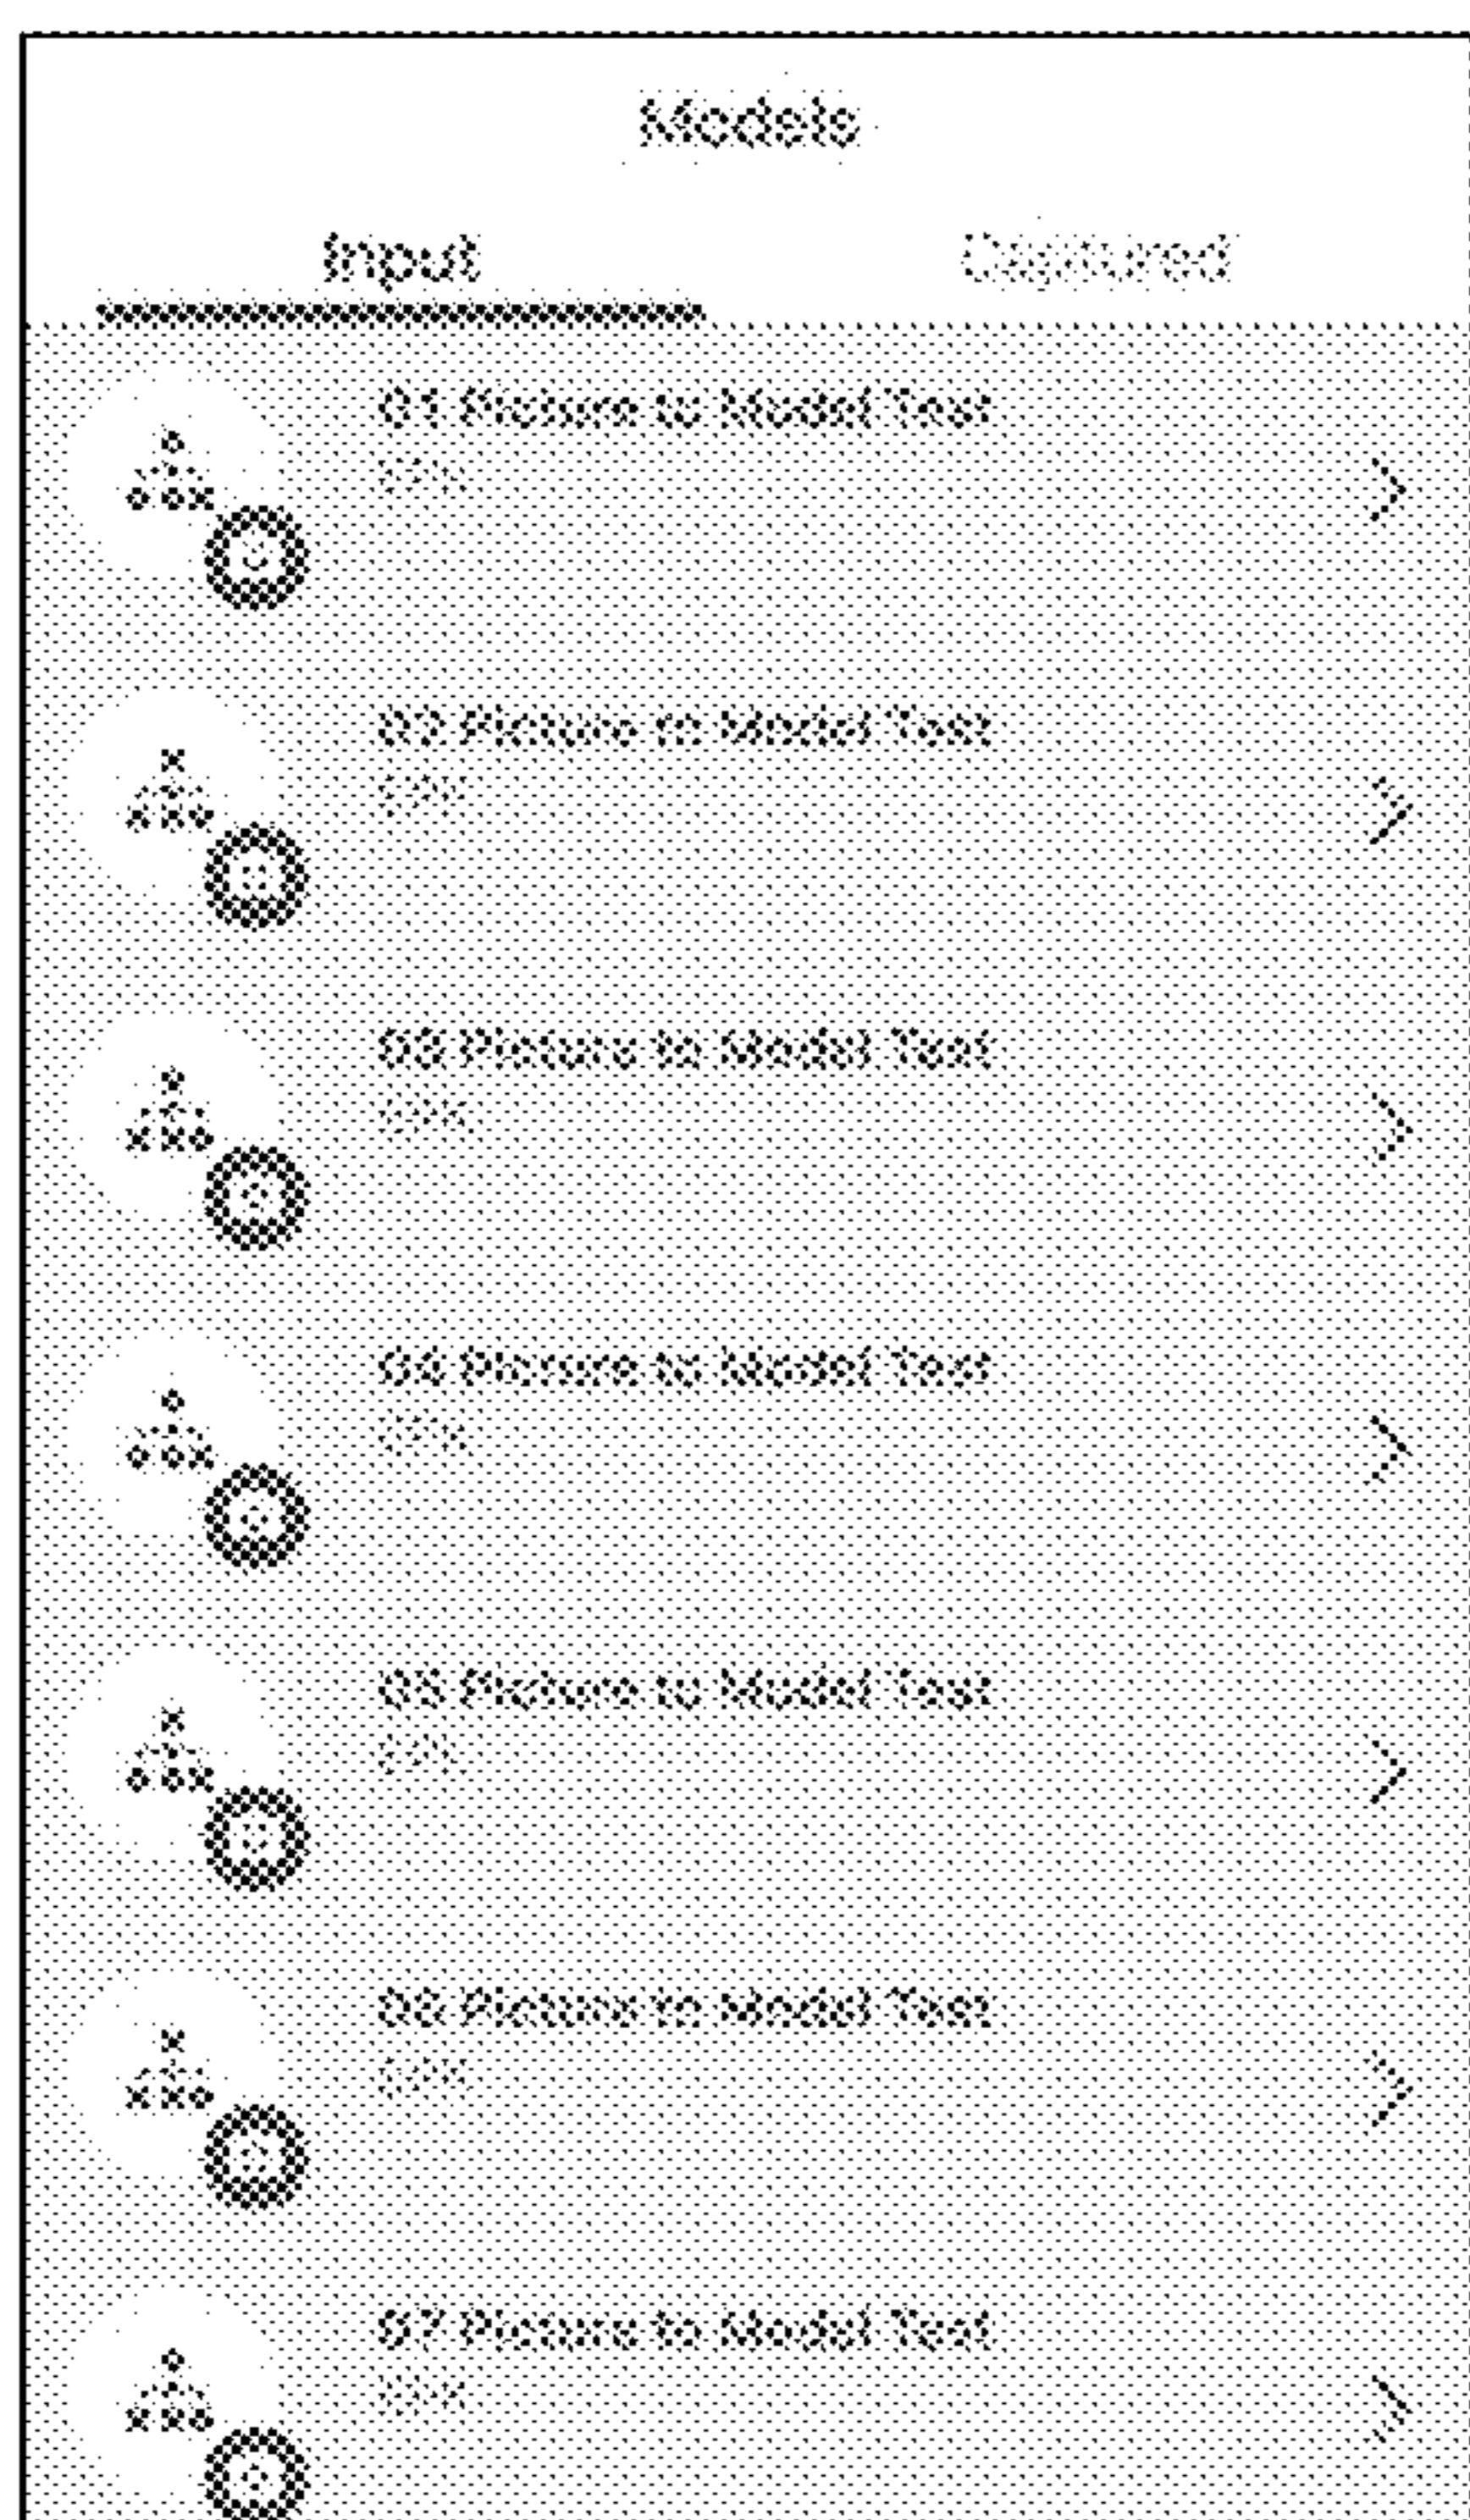 Models
Input
Captured
01 Picture to Model Test
02 Picture to Model Test
03 Picture to Model Test
04 Picture to Model Test
05 Picture to Model Test
06 Picture to Model Test
07 Picture to Model Test